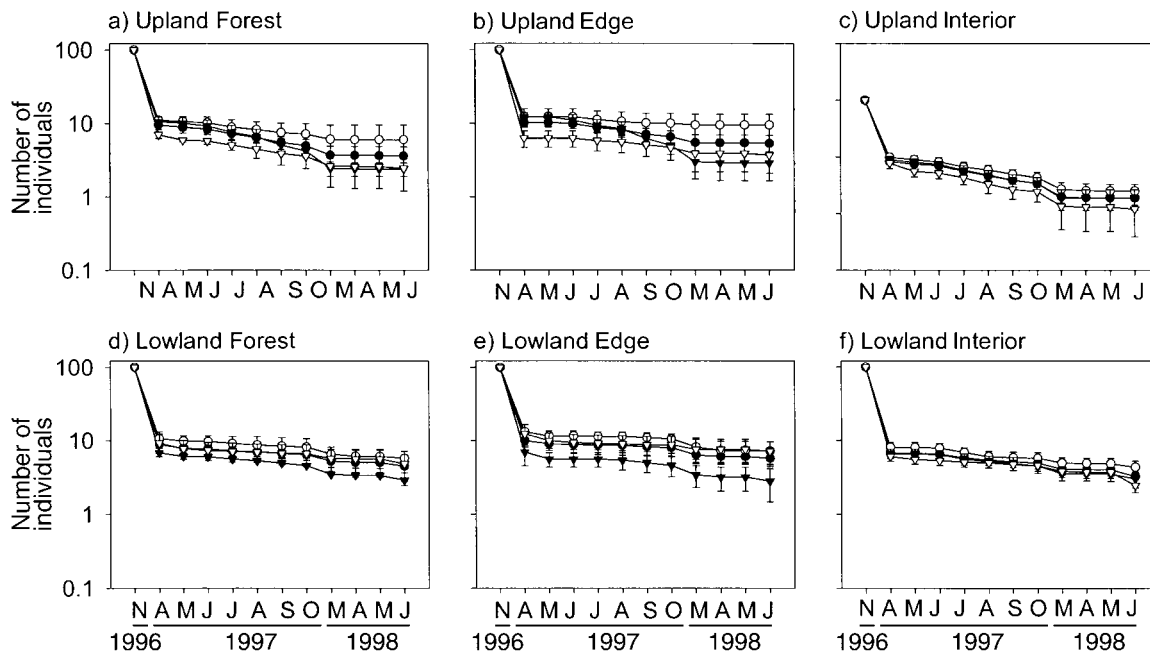 a) Upland Forest
b) Upland Edge
c) Upland Interior
Number of
individuals
100
10
1
0.1
N A M J J A S O M A M J
N A M J J A S O M A M J
N A M J J A S O M A M J
d) Lowland Forest
e) Lowland Edge
f) Lowland Interior
Number of
individuals
100
10
1
0.1
N A M J J A S O M A M J
N A M J J A S O M A M J
N A M J J A S O M A M J
1996 1997 1998
1996 1997 1998
1996 1997 1998